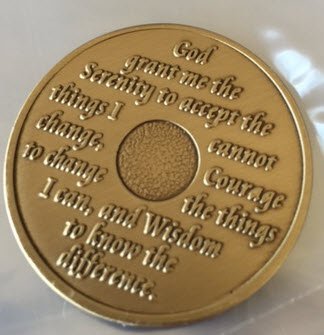 God
grant me the
Serenity to accept the
things I cannot
change, Courage
to change the things
I can, and Wisdom
to know the
difference.